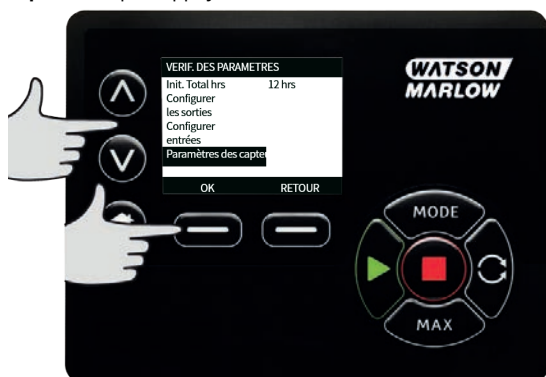 VERIF. DES PARAMETRES
Init. Total hrs 12 hrs
Configurer
les sorties
Configurer
entrées
Paramètres des capteu
OK RETOUR
WATSON
MARLOW
MODE
MAX